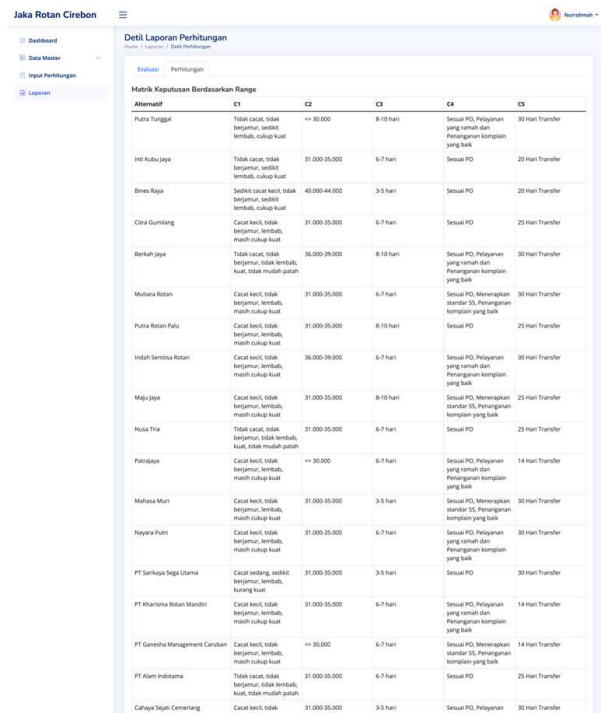 Jaka Rotan Cirebon
Nurrohmah
Dashboard
Data Master
Input Perhitungan
Laporan
Detil Laporan Perhitungan
Home / Laporan / Detil Perhitungan
Evaluasi Perhitungan
Matrik Keputusan Berdasarkan Range
Alternatif C1 C2 C3 C4 C5
Putra Tunggal Tidak cacat, tidak <= 30.000 8-10 hari Sesuai PO, Pelayanan 30 Hari Transfer
berjamur, sedikit yang ramah dan
lembab, cukup kuat Penanganan komplain
yang baik
Inti Kubu Jaya Tidak cacat, tidak 31.000-35.000 6-7 hari Sesuai PO 20 Hari Transfer
berjamur, sedikit
lembab, cukup kuat
Bines Raya Sedikit cacat kecil, tidak 40.000-44.000 3-5 hari Sesuai PO 20 Hari Transfer
berjamur, sedikit
lembab, cukup kuat
Citra Gumilang Cacat kecil, tidak 31.000-35.000 6-7 hari Sesuai PO 25 Hari Transfer
berjamur, lembab,
masih cukup kuat
Berkah Jaya Tidak cacat, tidak 36.000-39.000 8-10 hari Sesuai PO, Pelayanan 30 Hari Transfer
berjamur, tidak lembab, yang ramah dan
kuat, tidak mudah patah Penanganan komplain
yang baik
Mutiara Rotan Cacat kecil, tidak 31.000-35.000 6-7 hari Sesuai PO, Menerapkan 30 Hari Transfer
berjamur, lembab, standar 5S, Penanganan
masih cukup kuat komplain yang baik
Putra Rotan Palu Cacat kecil, tidak 31.000-35.000 8-10 hari Sesuai PO 25 Hari Transfer
berjamur, lembab,
masih cukup kuat
Indah Sentosa Rotan Cacat kecil, tidak 36.000-39.000 6-7 hari Sesuai PO, Pelayanan 30 Hari Transfer
berjamur, lembab, yang ramah dan
masih cukup kuat Penanganan komplain
yang baik
Maju Jaya Cacat kecil, tidak 31.000-35.000 8-10 hari Sesuai PO, Menerapkan 25 Hari Transfer
berjamur, lembab, standar 5S, Penanganan
masih cukup kuat komplain yang baik
Nusa Tria Tidak cacat, tidak 31.000-35.000 6-7 hari Sesuai PO 25 Hari Transfer
berjamur, tidak lembab,
kuat, tidak mudah patah
Patrajaya Cacat kecil, tidak <= 30.000 6-7 hari Sesuai PO, Pelayanan 14 Hari Transfer
berjamur, lembab, yang ramah dan
masih cukup kuat Penanganan komplain
yang baik
Mahasa Muri Cacat kecil, tidak 31.000-35.000 3-5 hari Sesuai PO, Menerapkan 30 Hari Transfer
berjamur, lembab, standar 5S, Penanganan
masih cukup kuat komplain yang baik
Nayara Putri Cacat kecil, tidak 31.000-35.000 6-7 hari Sesuai PO, Pelayanan 30 Hari Transfer
berjamur, lembab, yang ramah dan
masih cukup kuat Penanganan komplain
yang baik
PT Sarikaya Sega Utama Cacat sedang, sedikit 31.000-35.000 3-5 hari Sesuai PO 30 Hari Transfer
berjamur, lembab,
kurang kuat
PT Kharisma Rotan Mandiri Cacat kecil, tidak 31.000-35.000 6-7 hari Sesuai PO, Pelayanan 14 Hari Transfer
berjamur, lembab, yang ramah dan
masih cukup kuat Penanganan komplain
yang baik
PT Ganesha Management Caruban Cacat kecil, tidak <= 30.000 6-7 hari Sesuai PO, Menerapkan 14 Hari Transfer
berjamur, lembab, standar 5S, Penanganan
masih cukup kuat komplain yang baik
PT Alam Indotama Tidak cacat, tidak 31.000-35.000 6-7 hari Sesuai PO 25 Hari Transfer
berjamur, tidak lembab,
kuat, tidak mudah patah
Cahaya Sejati Cemerlang Cacat kecil, tidak 31.000-35.000 3-5 hari Sesuai PO, Pelayanan 30 Hari Transfer